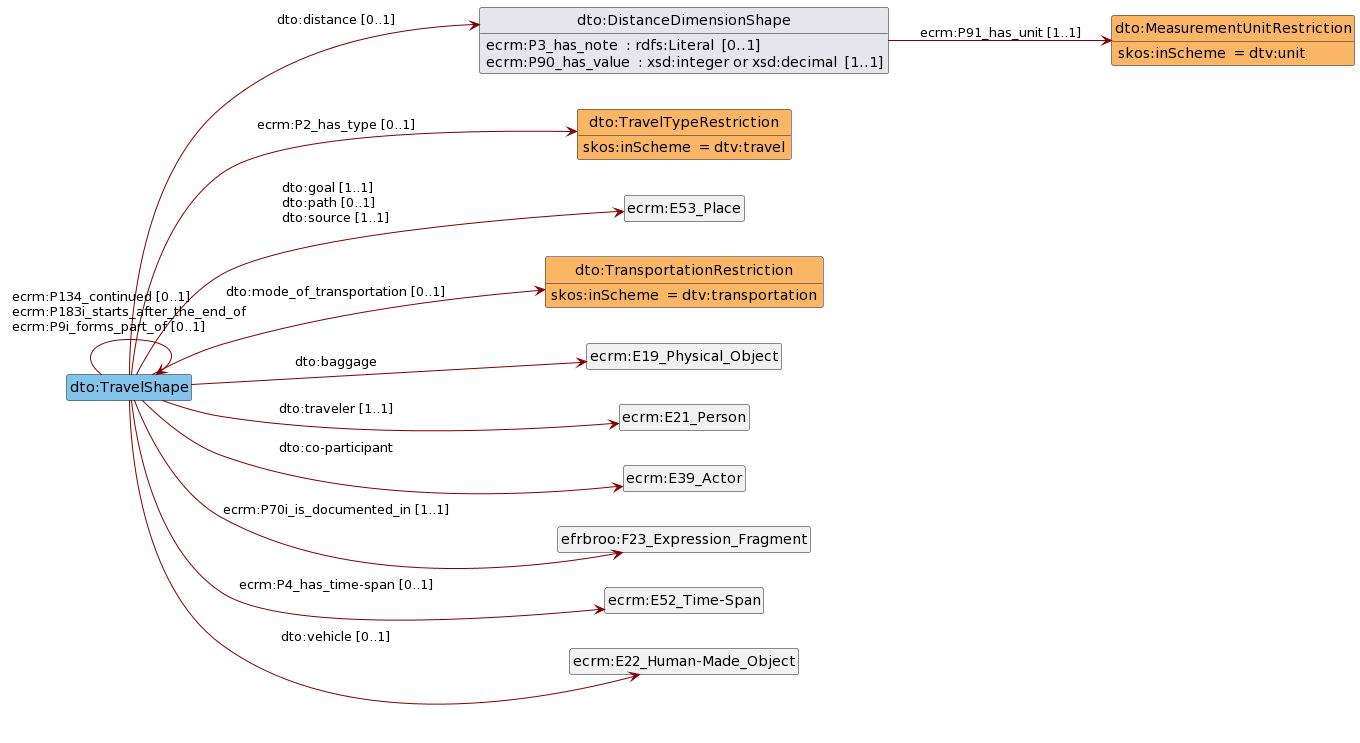 dto:distance [0..1]
dto:DistanceDimensionShape
ecrm:P3_has_note : rdfs:Literal [0..1]
ecrm:P90_has_value : xsd:integer or xsd:decimal [1..1]
ecrm:P91_has_unit [1..1]
dto:MeasurementUnitRestriction
skos:inScheme = dtv:unit
ecrm:P2_has_type [0..1]
dto:TravelTypeRestriction
skos:inScheme = dtv:travel
dto:goal [1..1]
dto:path [0..1]
dto:source [1..1]
ecrm:E53_Place
dto:mode_of_transportation [0..1]
dto:TransportationRestriction
skos:inScheme = dtv:transportation
ecrm:P134_continued [0..1]
ecrm:P183i_starts_after_the_end_of
ecrm:P9i_forms_part_of [0..1]
dto:TravelShape
dto:baggage
ecrm:E19_Physical_Object
dto:traveler [1..1]
ecrm:E21_Person
dto:co-participant
ecrm:E39_Actor
ecrm:P70i_is_documented_in [1..1]
efrbroo:F23_Expression_Fragment
ecrm:P4_has_time-span [0..1]
ecrm:E52_Time-Span
dto:vehicle [0..1]
ecrm:E22_Human-Made_Object